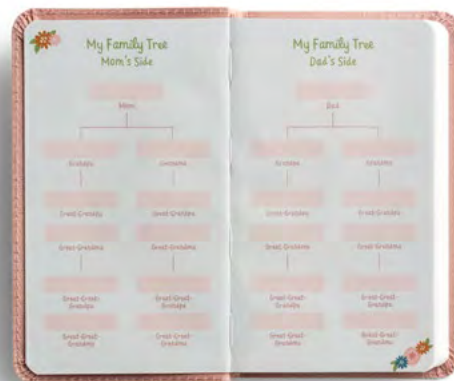 My Family Tree
Mom's Side
Mom
Grandpa
Grandma
Great-Grandpa
Great-Grandpa
Great-Grandma
Great-Grandma
Great-Great-
Grandpa
Great-Great-
Grandpa
Great-Great-
Grandma
Great-Great-
Grandma
My Family Tree
Dad's Side
Dad
Grandpa
Grandma
Great-Grandpa
Great-Grandpa
Great-Grandma
Great-Grandma
Great-Great-
Grandpa
Great-Great-
Grandpa
Great-Great-
Grandma
Great-Great-
Grandma